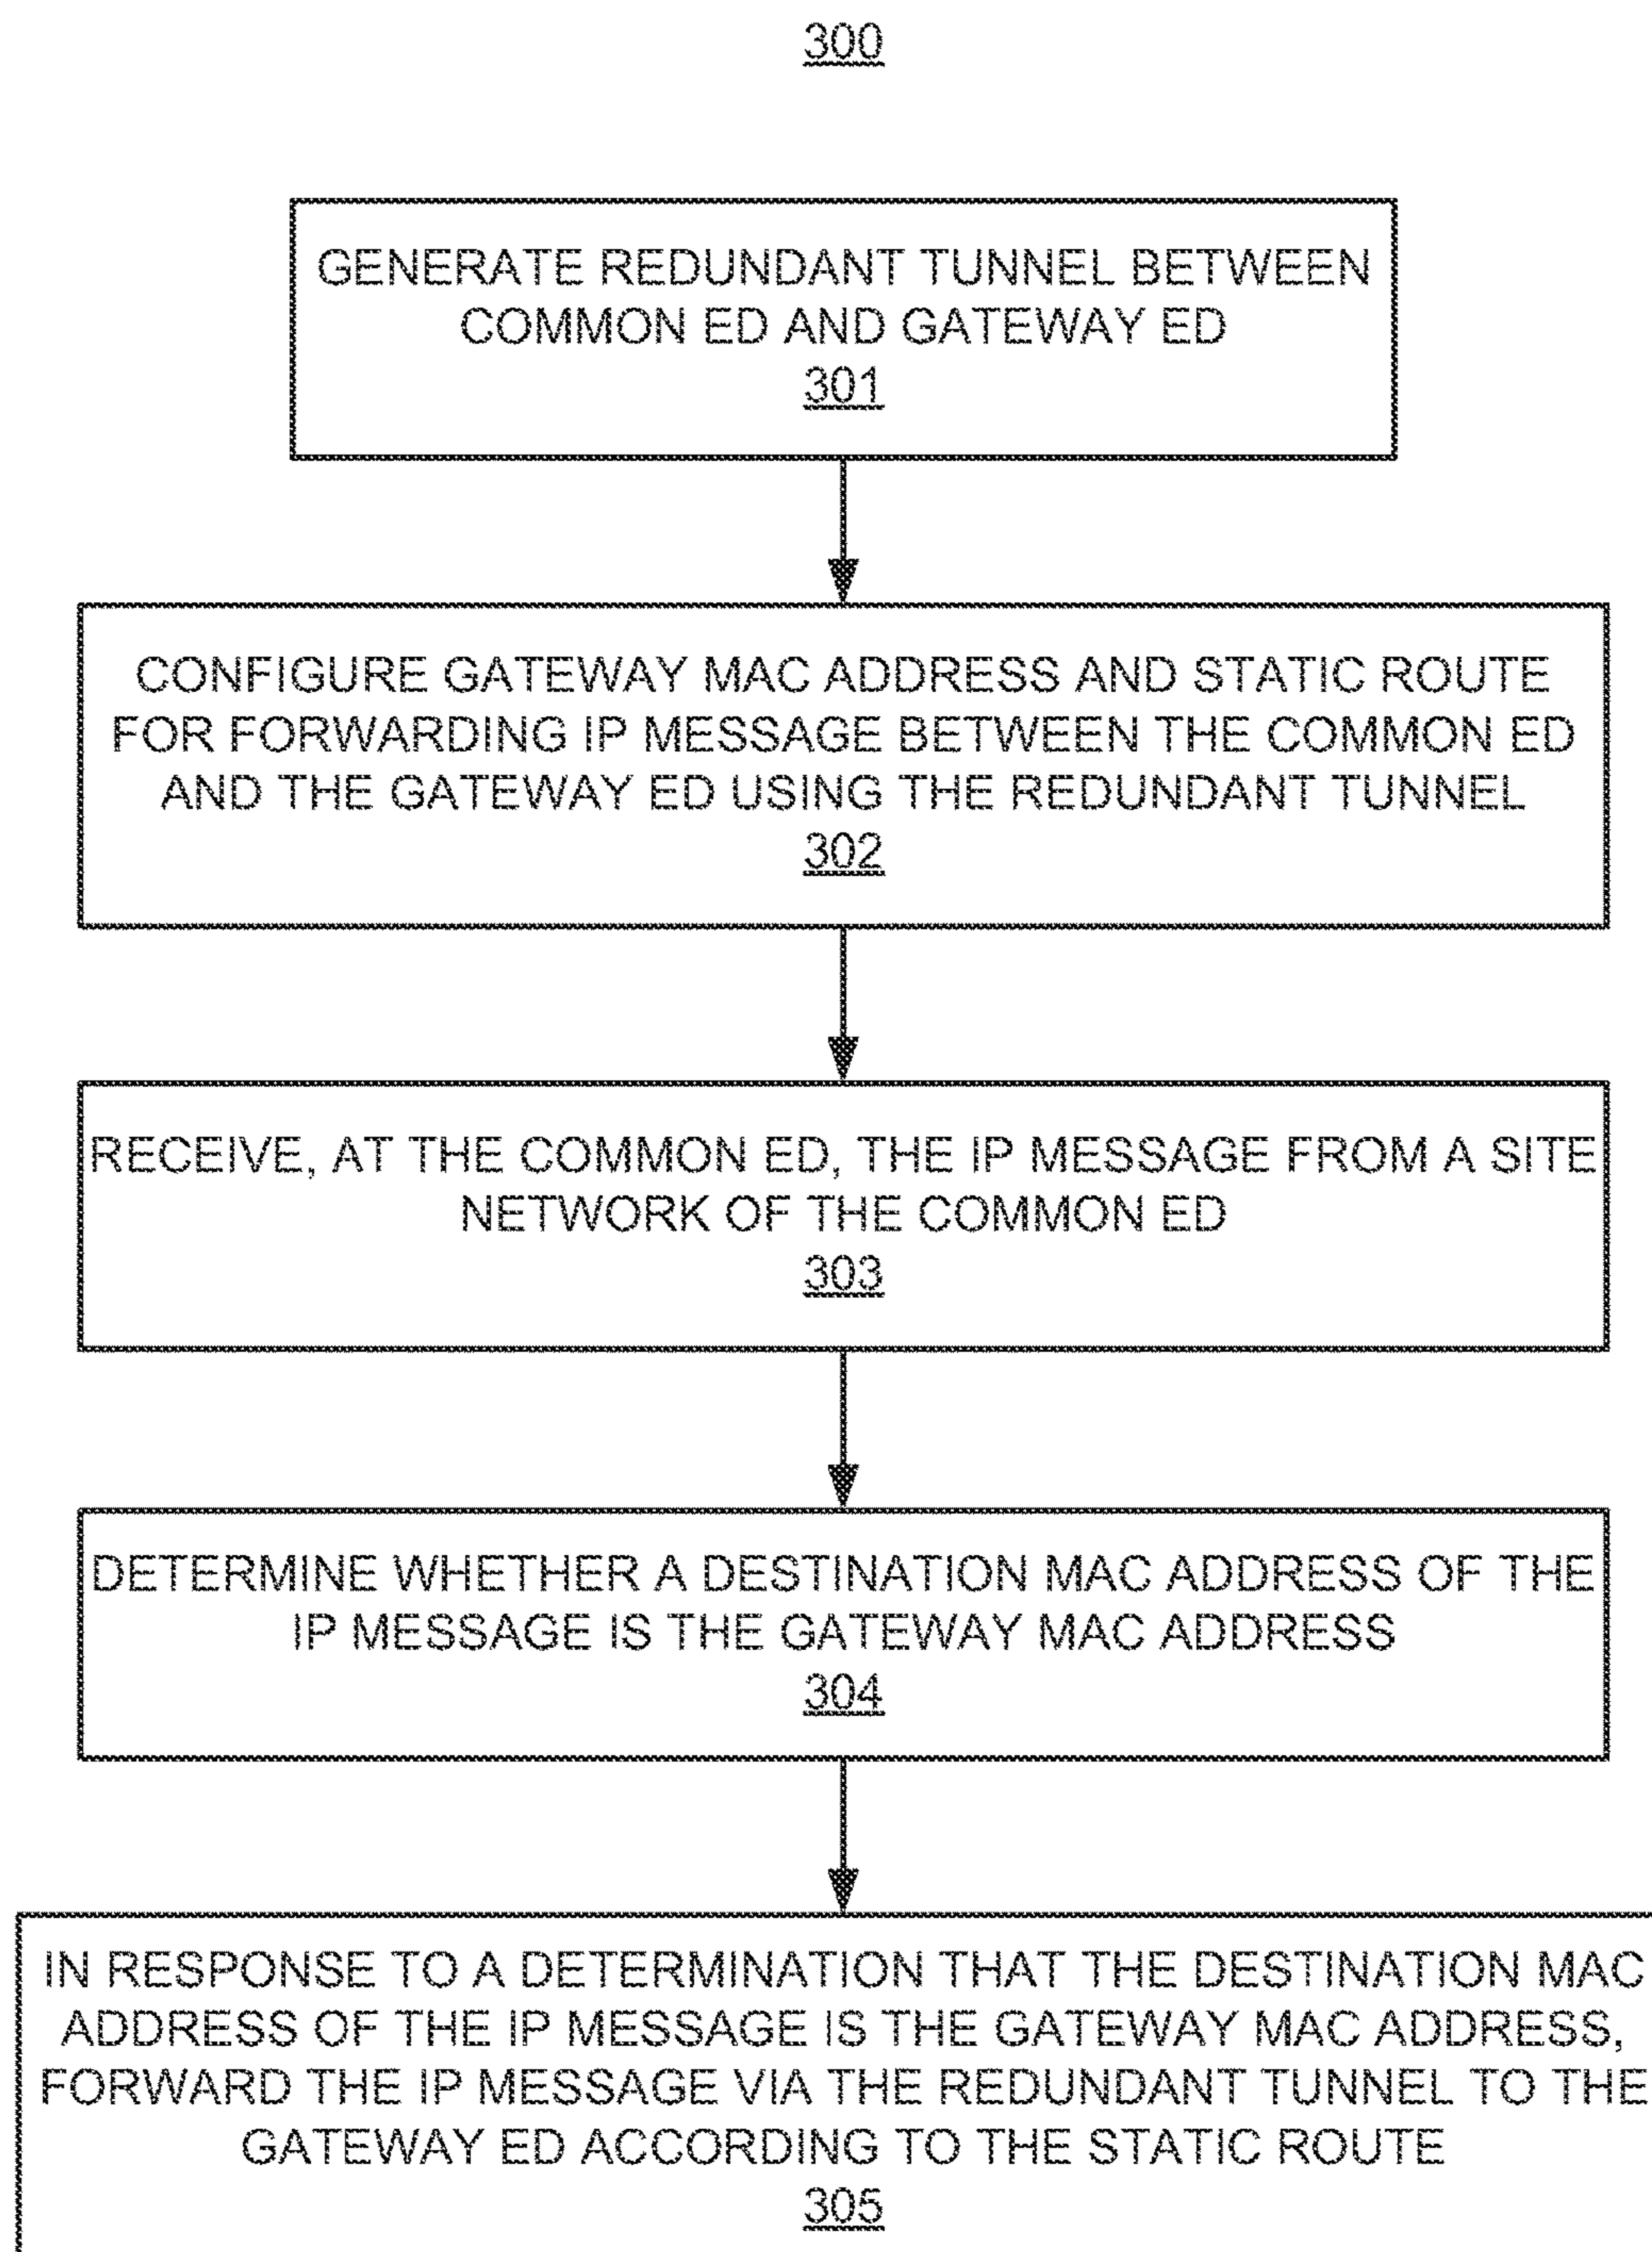 300
GENERATE REDUNDANT TUNNEL BETWEEN
COMMON ED AND GATEWAY ED
301
CONFIGURE GATEWAY MAC ADDRESS AND STATIC ROUTE
FOR FORWARDING IP MESSAGE BETWEEN THE COMMON ED
AND THE GATEWAY ED USING THE REDUNDANT TUNNEL
302
RECEIVE, AT THE COMMON ED, THE IP MESSAGE FROM A SITE
NETWORK OF THE COMMON ED
303
DETERMINE WHETHER A DESTINATION MAC ADDRESS OF THE
IP MESSAGE IS THE GATEWAY MAC ADDRESS
304
IN RESPONSE TO A DETERMINATION THAT THE DESTINATION MAC
ADDRESS OF THE IP MESSAGE IS THE GATEWAY MAC ADDRESS,
FORWARD THE IP MESSAGE VIA THE REDUNDANT TUNNEL TO THE
GATEWAY ED ACCORDING TO THE STATIC ROUTE
305